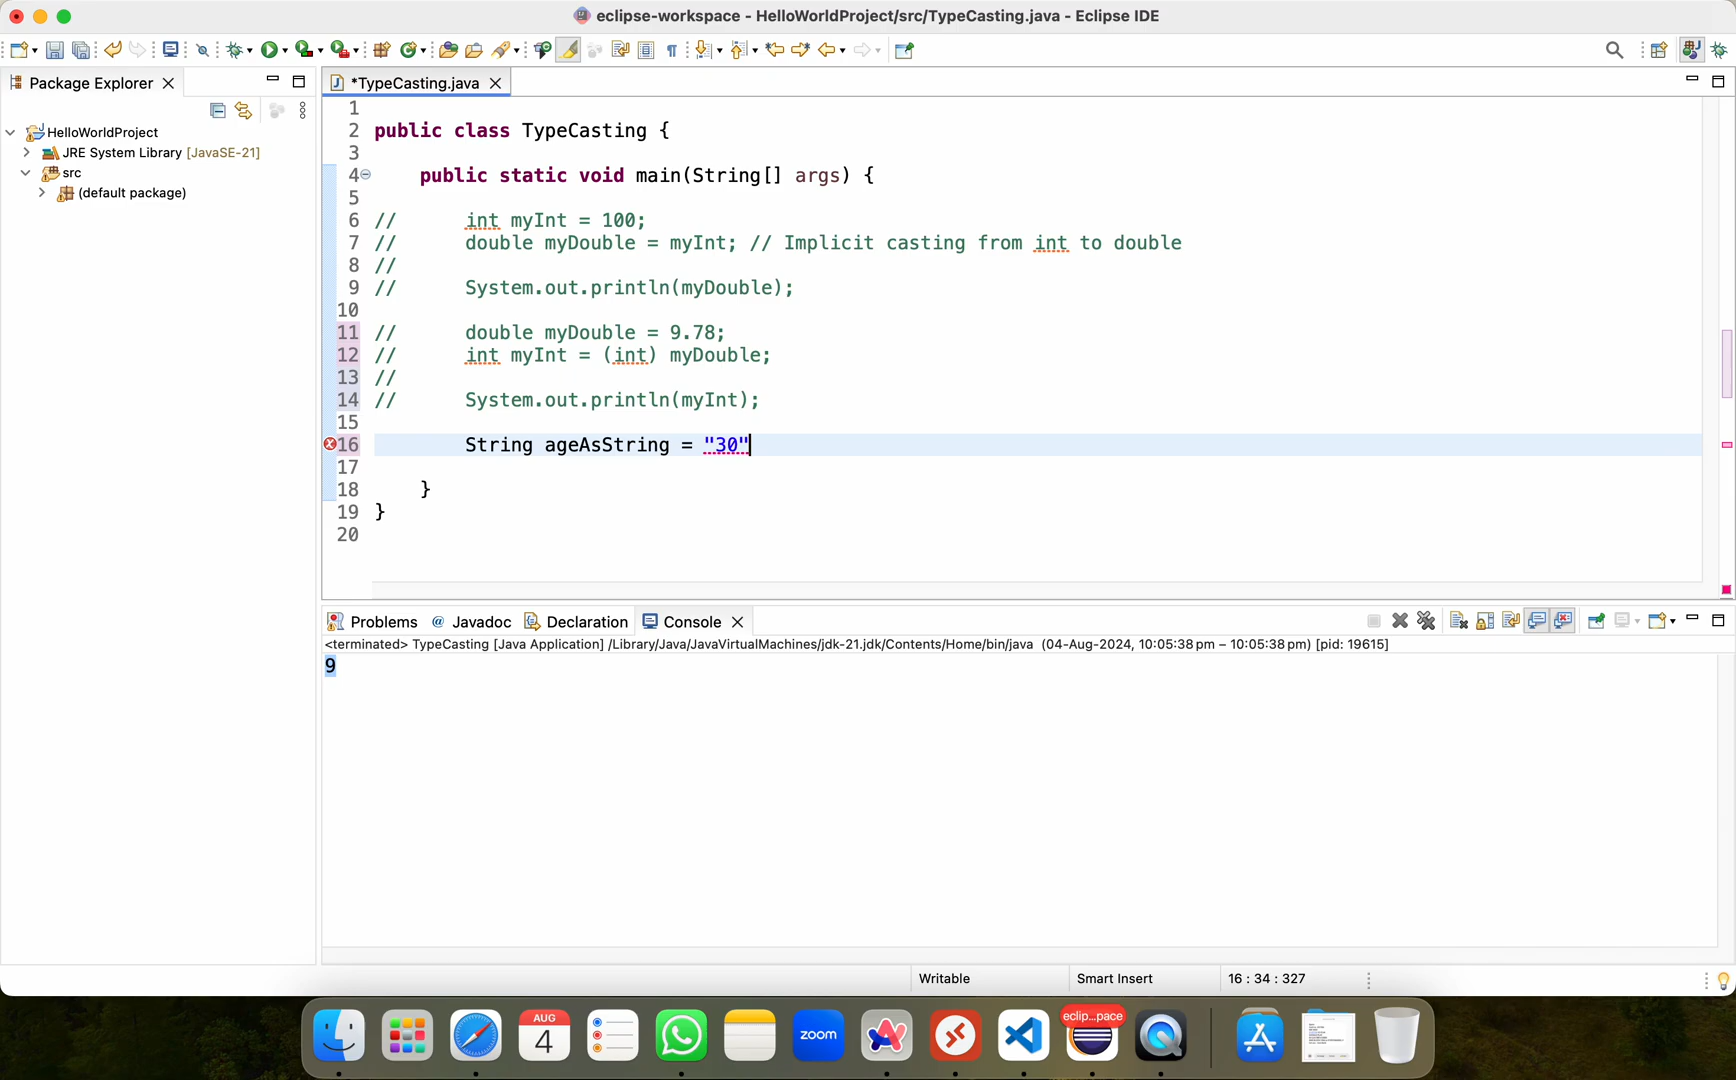 eclipse-workspace - HelloWorldProject/src/TypeCasting.java - Eclipse IDE
Package Explorer
HelloWorldProject
JRE System Library [JavaSE-21]
src
(default package)
*TypeCasting.java
1
2 public class TypeCasting {
3
4 public static void main(String[] args) {
5
6 // int myInt = 100;
7 // double myDouble = myInt; // Implicit casting from int to double
8 //
9 // System.out.println(myDouble);
10
11 // double myDouble = 9.78;
12 // int myInt = (int) myDouble;
13 //
14 // System.out.println(myInt);
15
16 String ageAsString = "30"
17
18 }
19 }
20
Problems @ Javadoc Declaration Console
<terminated> TypeCasting [Java Application] /Library/Java/JavaVirtualMachines/jdk-21.jdk/Contents/Home/bin/java (04-Aug-2024, 10:05:38 pm – 10:05:38 pm) [pid: 19615]
9
Writable Smart Insert 16 : 34 : 327
AUG
4
zoom
eclip...pace